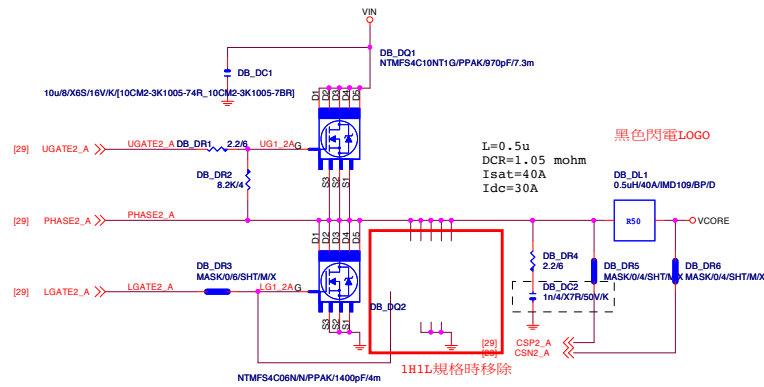 VIN
DB_DQ1
NTMFS4C10NT1G/PPAK/970pF/7.3m
DB_DC1
10u/8/X6S/16V/K/[10CM2-3K1005-74R_10CM2-3K1005-7BR]
D1 D2 D3 D4 D5
[29] UGATE2_A UGATE2_A DB_DR1 2.2/6 UG1_2A G
S3 S2 S1
DB_DR2
8.2K/4
L=0.5u
DCR=1.05 mohm
Isat=40A
Idc=30A
黑色閃電LOGO
DB_DL1
0.5uH/40A/IMD109/BP/D
R50
VCORE
[29] PHASE2_A PHASE2_A
D1 D2 D3 D4 D5
DB_DR3
MASK/0/6/SHT/M/X
[29] LGATE2_A LGATE2_A LG1_2A G
S3 S2 S1
DB_DQ2
NTMFS4C06N/N/PPAK/1400pF/4m
DB_DR4
2.2/6
DB_DC2
1n/4/X7R/50V/K
DB_DR5
MASK/0/4/SHT/M/X
DB_DR6
MASK/0/4/SHT/M/X
[29] CSP2_A
[29] CSN2_A
1H1L規格時移除